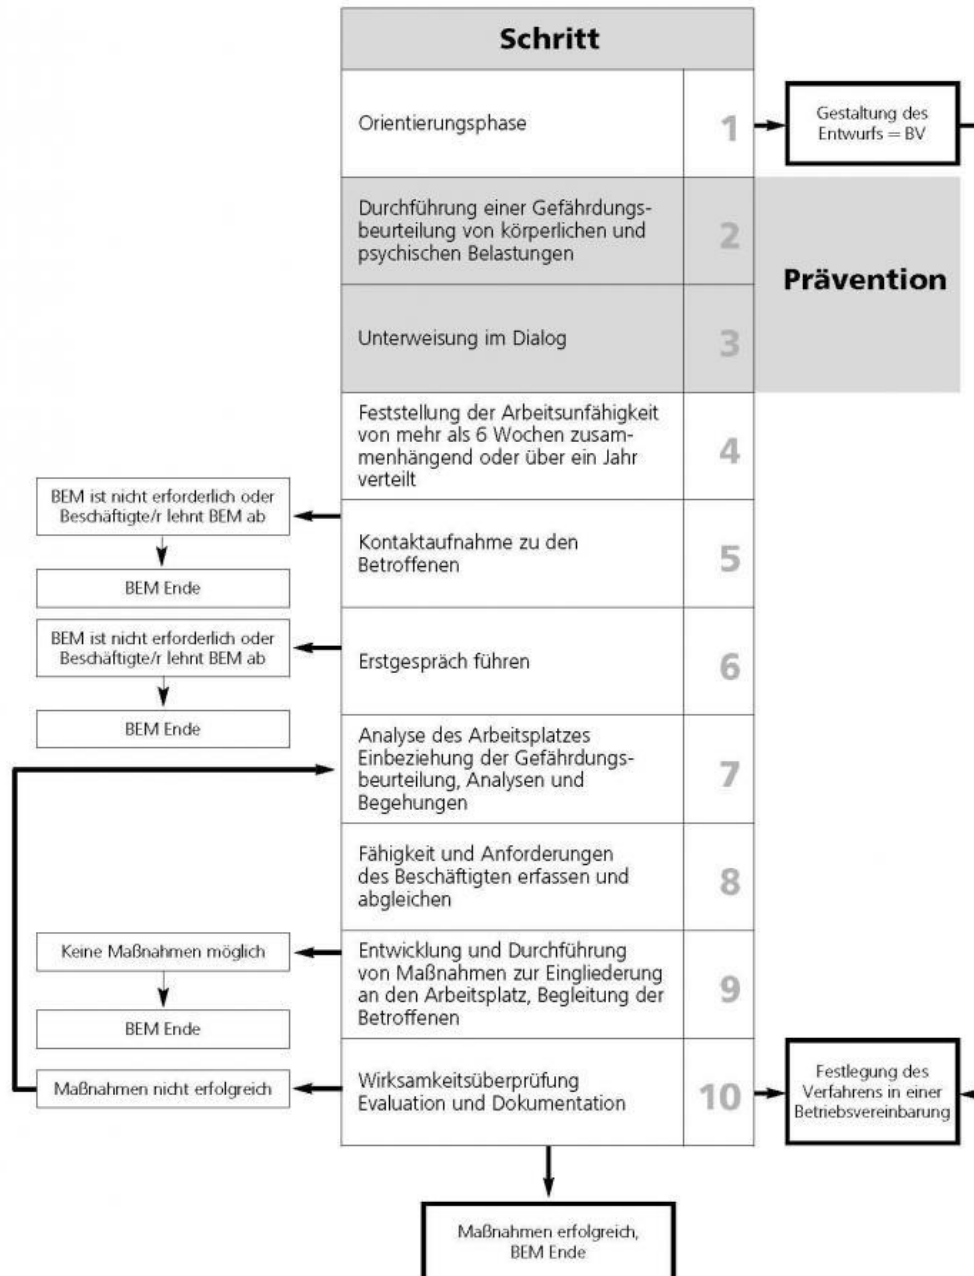 Schritt
Orientierungsphase
1
Gestaltung des
Entwurfs = BV
Durchführung einer Gefährdungs-
beurteilung von körperlichen und
psychischen Belastungen
2
Prävention
Unterweisung im Dialog
3
Feststellung der Arbeitsunfähigkeit
von mehr als 6 Wochen zusam-
menhängend oder über ein Jahr
verteilt
4
BEM ist nicht erforderlich oder
Beschäftigte/r lehnt BEM ab
BEM Ende
Kontaktaufnahme zu den
Betroffenen
5
BEM ist nicht erforderlich oder
Beschäftigte/r lehnt BEM ab
BEM Ende
Erstgespräch führen
6
Analyse des Arbeitsplatzes
Einbeziehung der Gefährdungs-
beurteilung, Analysen und
Begehungen
7
Fähigkeit und Anforderungen
des Beschäftigten erfassen und
abgleichen
8
Keine Maßnahmen möglich
BEM Ende
Entwicklung und Durchführung
von Maßnahmen zur Eingliederung
an den Arbeitsplatz, Begleitung der
Betroffenen
9
Maßnahmen nicht erfolgreich
Wirksamkeitsüberprüfung
Evaluation und Dokumentation
10
Festlegung des
Verfahrens in einer
Betriebsvereinbarung
Maßnahmen erfolgreich,
BEM Ende